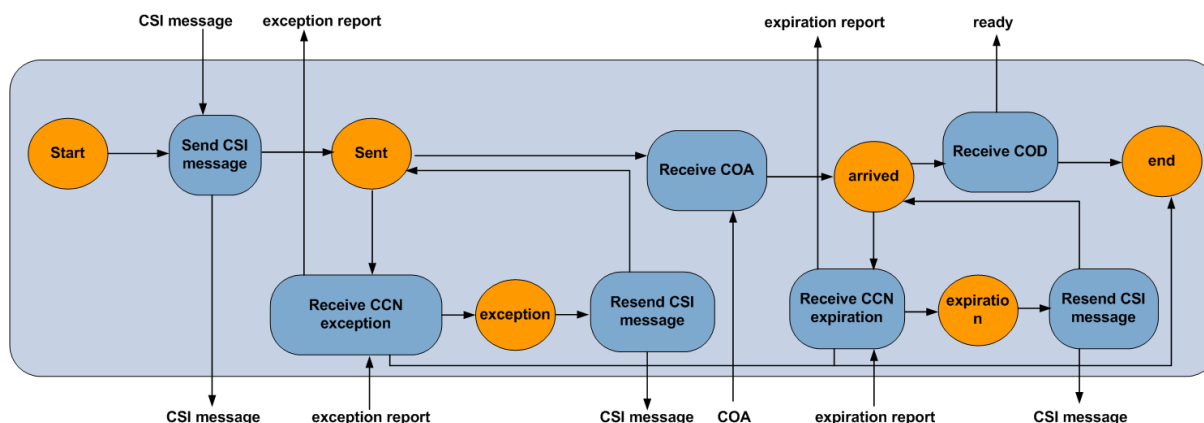 CSI message
exception report
expiration report
ready
Start
Send CSI
message
Sent
Receive COA
arrived
Receive COD
end
Receive CCN
exception
exception
Resend CSI
message
Receive CCN
expiration
expiratio
n
Resend CSI
message
CSI message
exception report
CSI message
COA
expiration report
CSI message